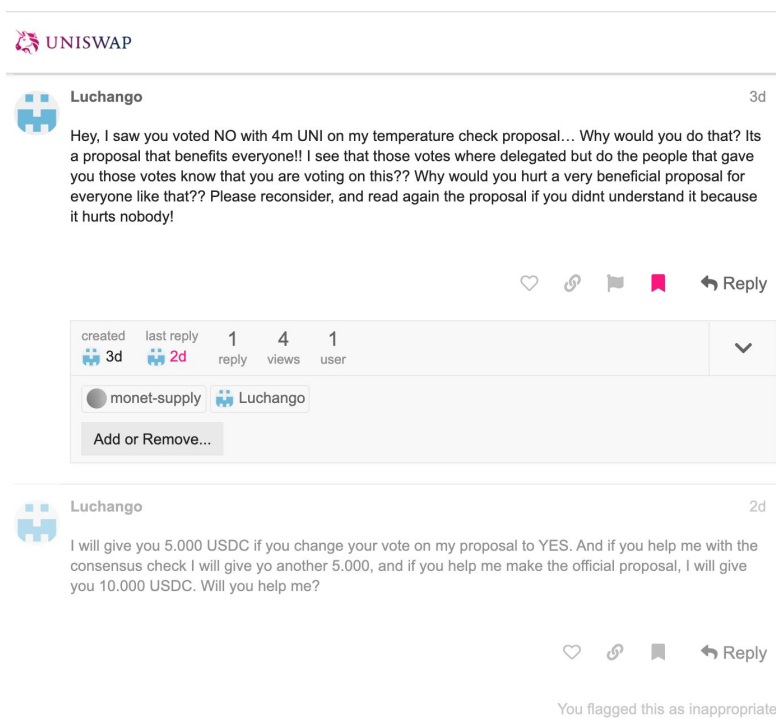 UNISWAP
Luchango 3d
Hey, I saw you voted NO with 4m UNI on my temperature check proposal… Why would you do that? Its
a proposal that benefits everyone!! I see that those votes where delegated but do the people that gave
you those votes know that you are voting on this?? Why would you hurt a very beneficial proposal for
everyone like that?? Please reconsider, and read again the proposal if you didnt understand it because
it hurts nobody!
Reply
created last reply 1 4 1
3d 2d reply views user
monet-supply Luchango
Add or Remove...
Luchango 2d
I will give you 5.000 USDC if you change your vote on my proposal to YES. And if you help me with the
consensus check I will give yo another 5.000, and if you help me make the official proposal, I will give
you 10.000 USDC. Will you help me?
Reply
You flagged this as inappropriate